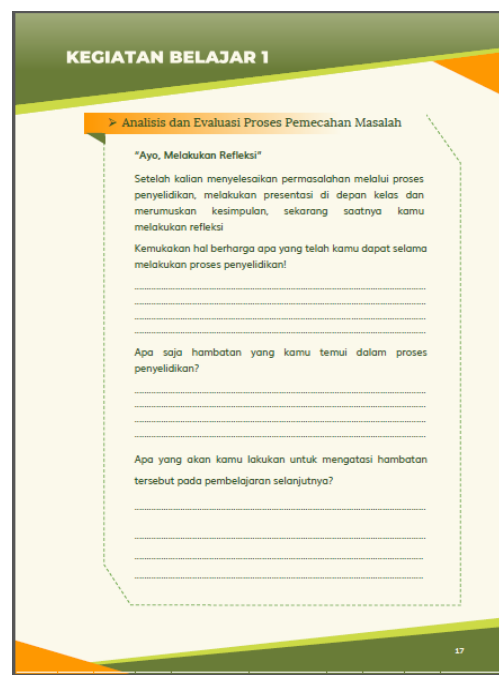 KEGIATAN BELAJAR 1
➢ Analisis dan Evaluasi Proses Pemecahan Masalah
"Ayo, Melakukan Refleksi"
Setelah kalian menyelesaikan permasalahan melalui proses
penyelidikan, melakukan presentasi di depan kelas dan
merumuskan kesimpulan, sekarang saatnya kamu
melakukan refleksi
Kemukakan hal berharga apa yang telah kamu dapat selama
melakukan proses penyelidikan!
Apa saja hambatan yang kamu temui dalam proses
penyelidikan?
Apa yang akan kamu lakukan untuk mengatasi hambatan
tersebut pada pembelajaran selanjutnya?
17